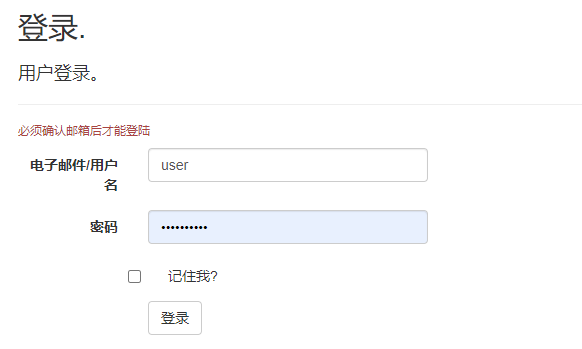 登录.
用户登录。
必须确认邮箱后才能登陆
电子邮件/用户
名
user
密码
••••••••••
记住我?
登录